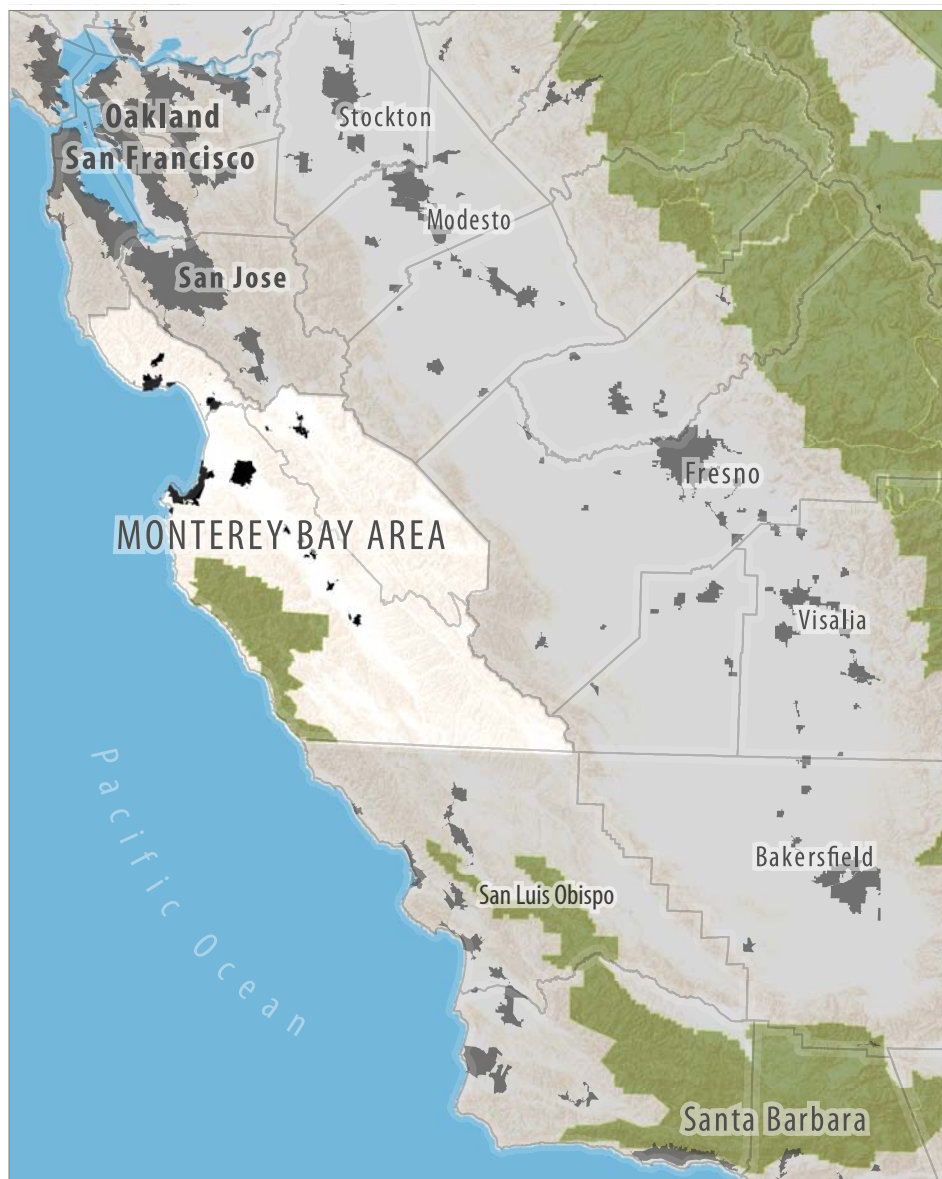 Oakland
Stockton
San Francisco
Modesto
San Jose
Fresno
MONTEREY BAY AREA
Visalia
Pacific Ocean
Bakersfield
San Luis Obispo
Santa Barbara